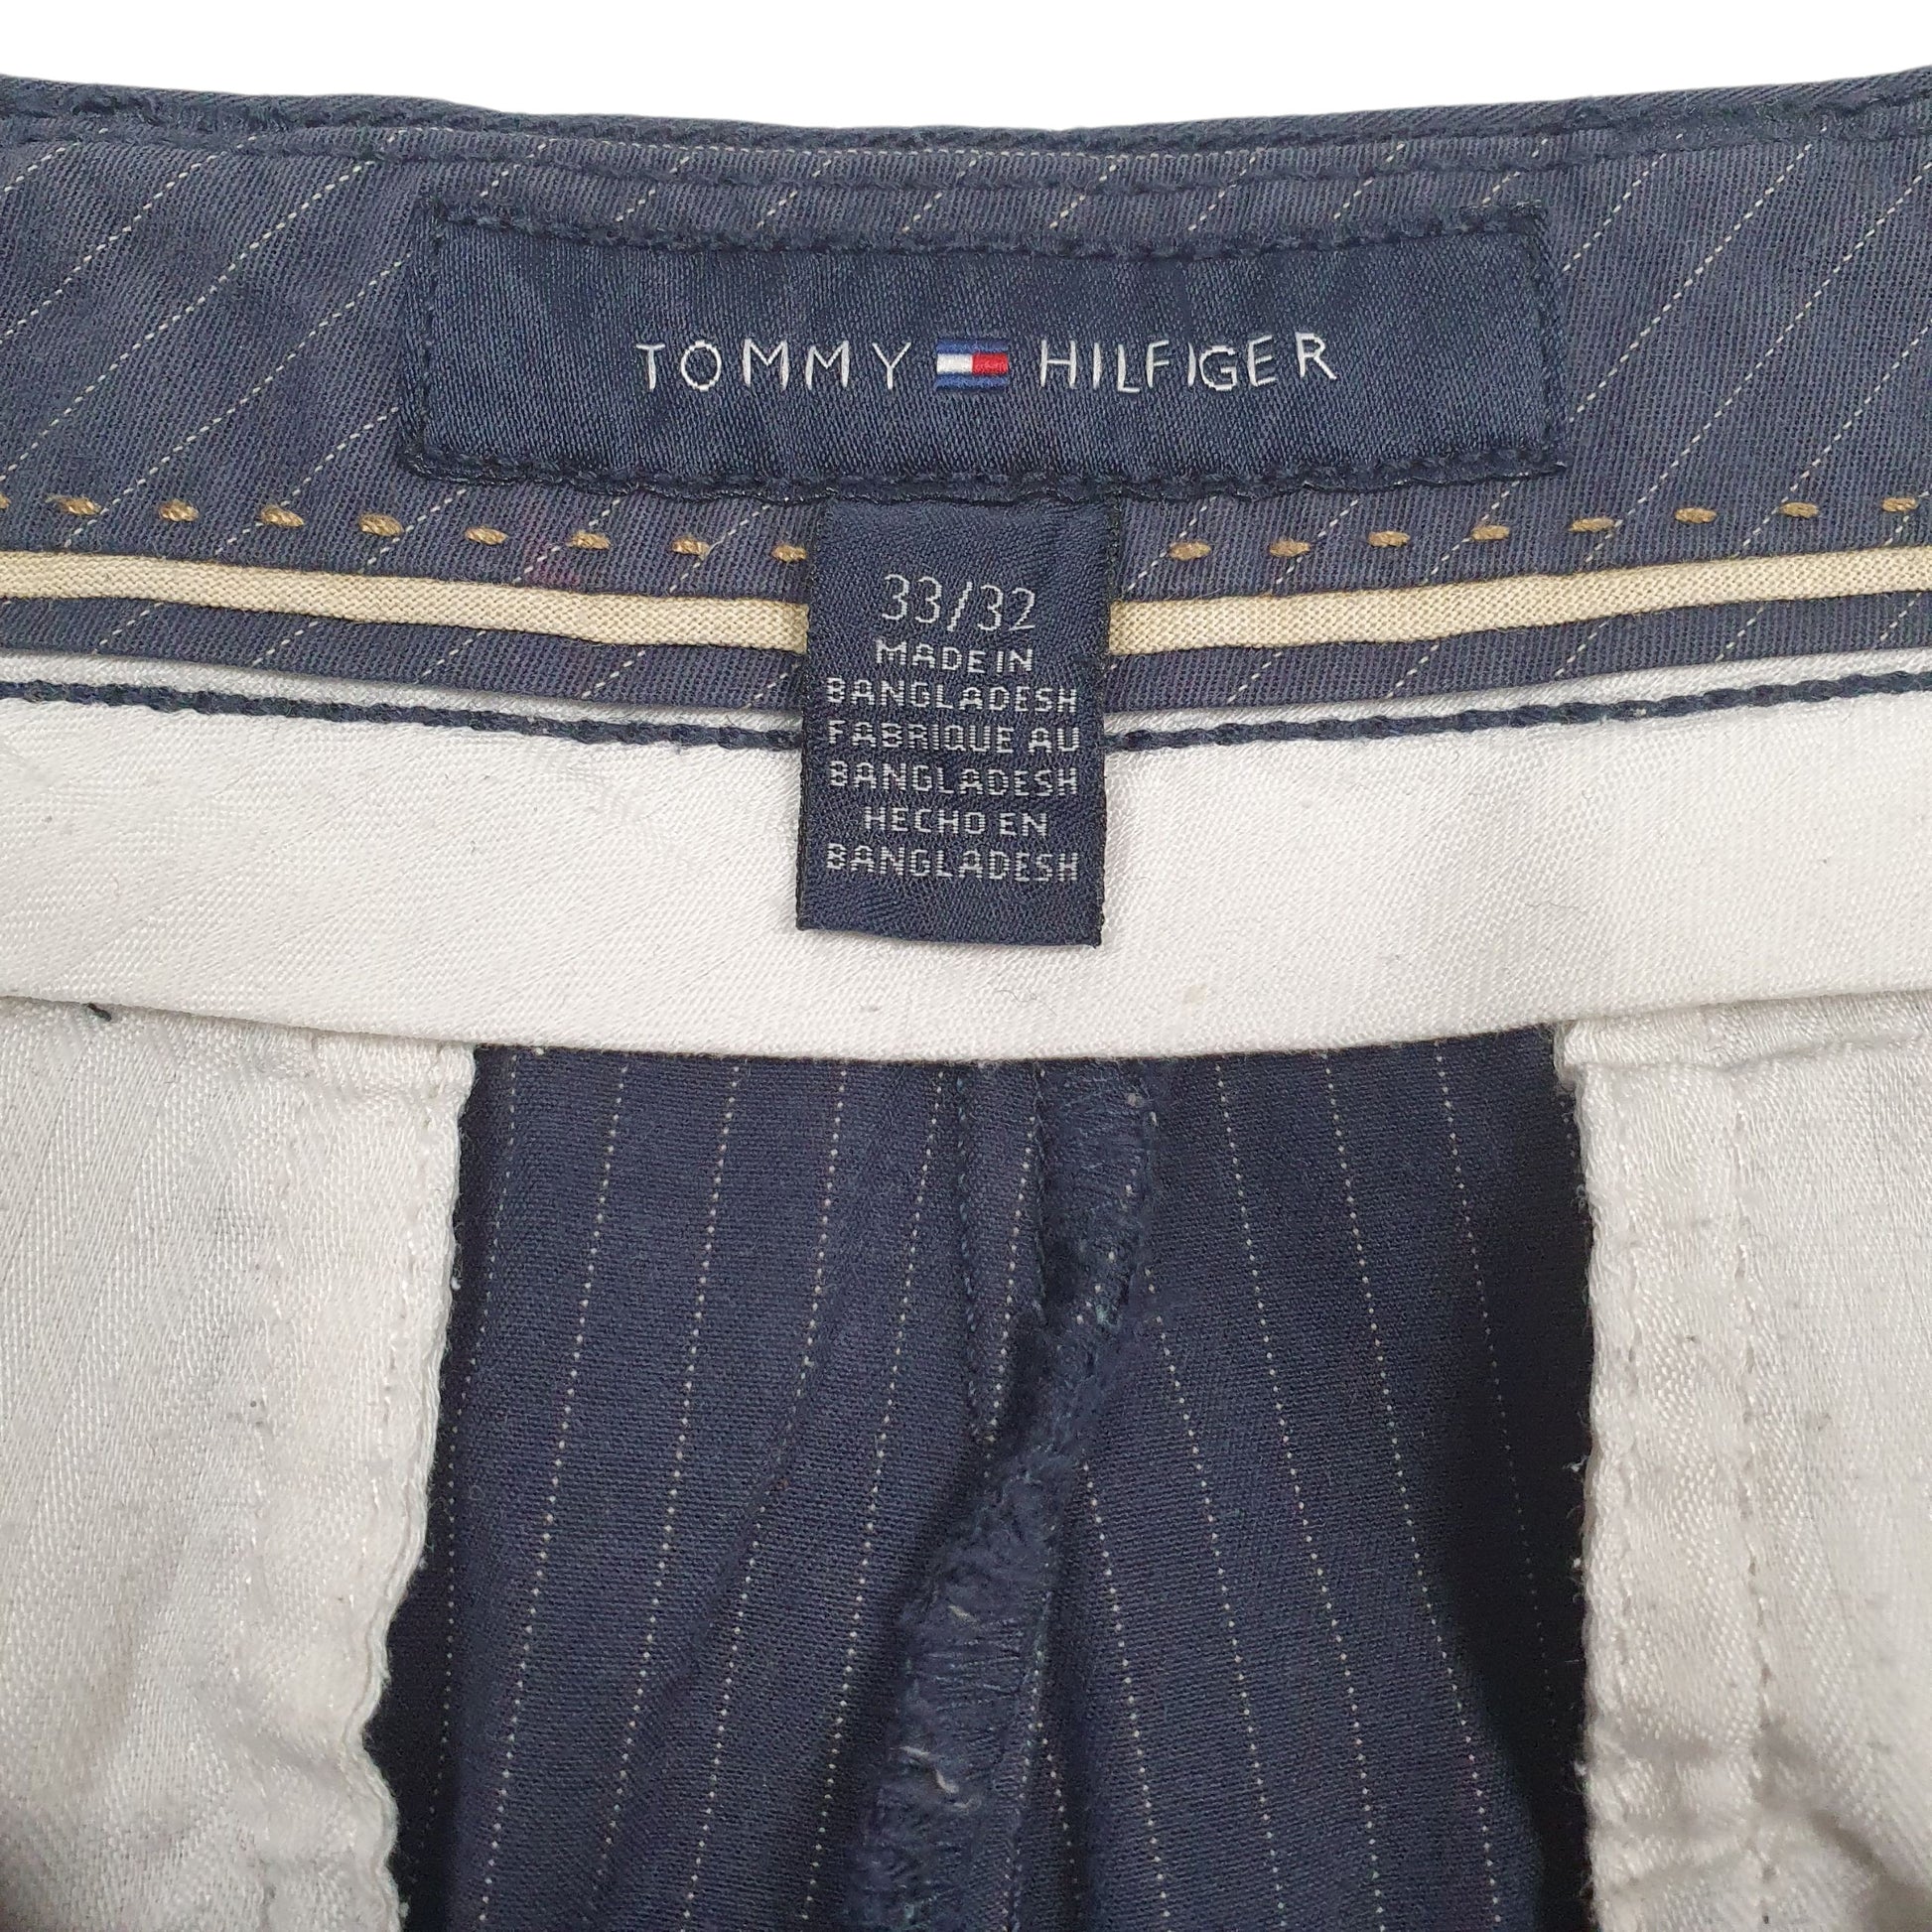 TOMMY HILFIGER
33/32
MADE IN
BANGLADESH
FABRIQUE AU
BANGLADESH
HECHO EN
BANGLADESH